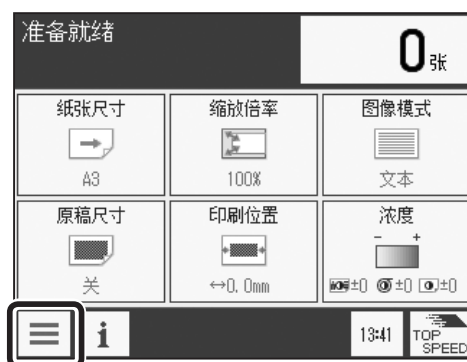 准备就绪
0张
纸张尺寸
缩放倍率
图像模式
A3
100%
文本
原稿尺寸
印刷位置
浓度
- +
关
↔0. 0mm
±0 ±0 ±0
i
13:41
TOP
SPEED